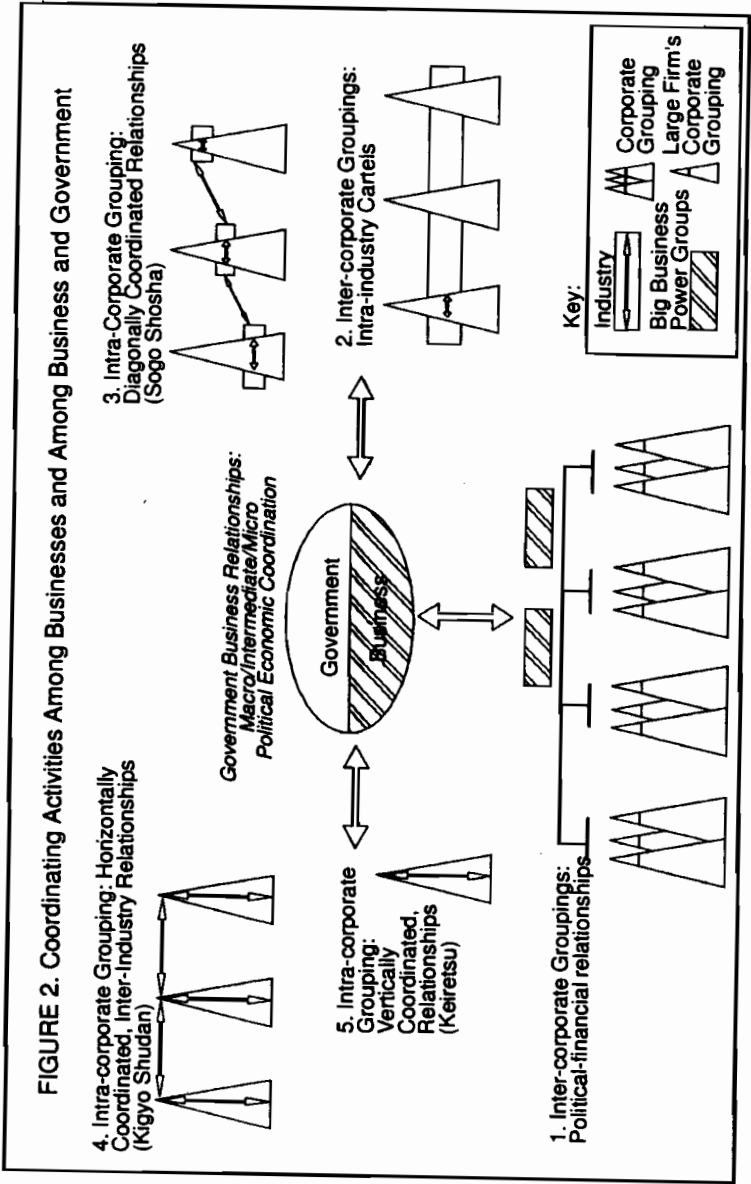 FIGURE 2. Coordinating Activities Among Businesses and Among Business and Government
4. Intra-corporate Grouping: Horizontally
Coordinated, Inter-Industry Relationships
(Kigyo Shudan)
3. Intra-Corporate Grouping:
Diagonally Coordinated Relationships
(Sogo Shosha)
Government Business Relationships:
Macro/Intermediate/Micro
Political Economic Coordination
Government
Business
5. Intra-corporate
Grouping:
Vertically
Coordinated,
Relationships
(Keiretsu)
2. Inter-corporate Groupings:
Intra-industry Cartels
1. Inter-corporate Groupings:
Political-financial relationships
Key:
Industry
Big Business
Power Groups
Corporate
Grouping
Large Firm's
Corporate
Grouping